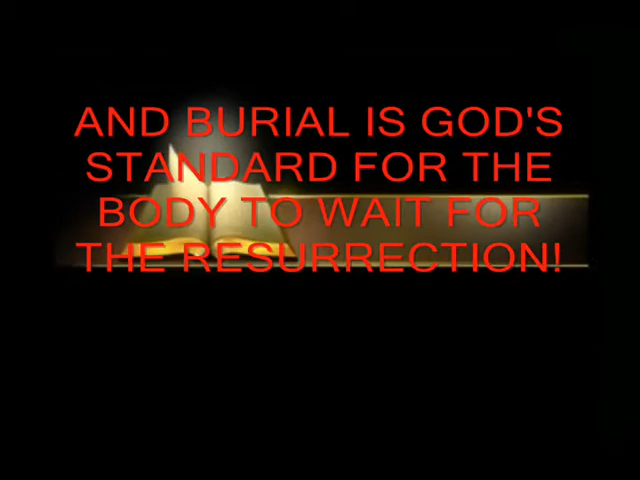 AND BURIAL IS GOD'S
STANDARD FOR THE
BODY TO WAIT FOR
THE RESURRECTION!